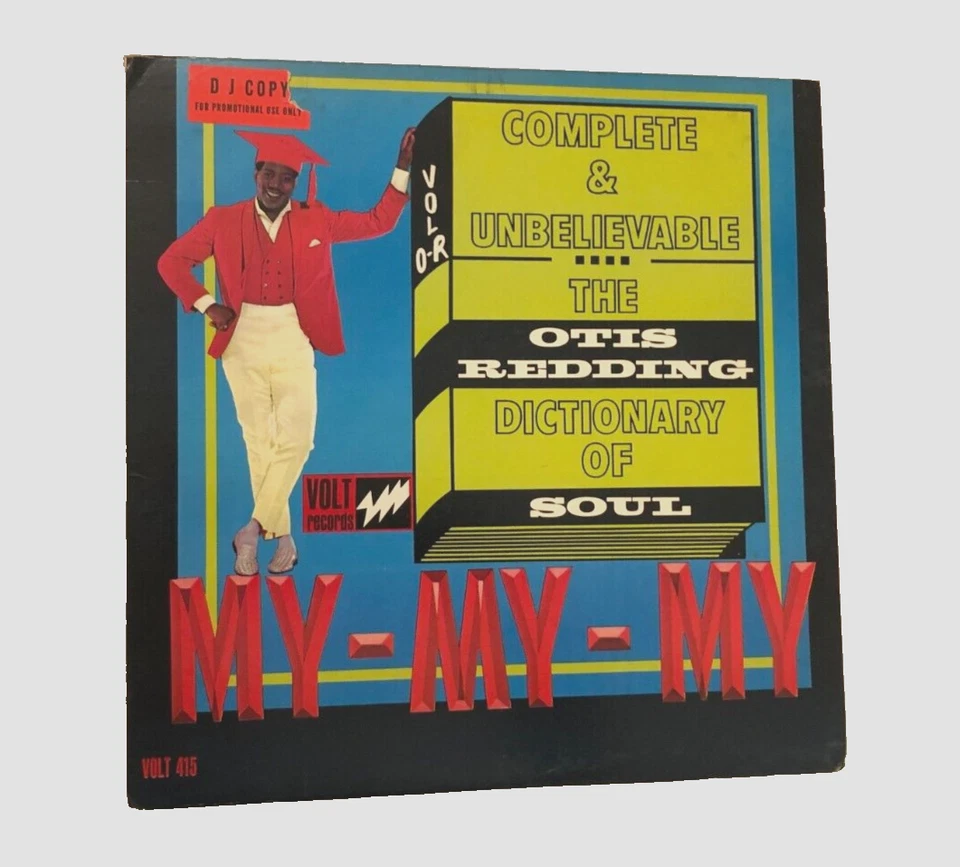 D J COPY
FOR PROMOTIONAL USE ONLY
VOL
O-R
COMPLETE
&
UNBELIEVABLE
THE
OTIS
REDDING
DICTIONARY
OF
SOUL
VOLT
records
MY-MY-MY
VOLT 415